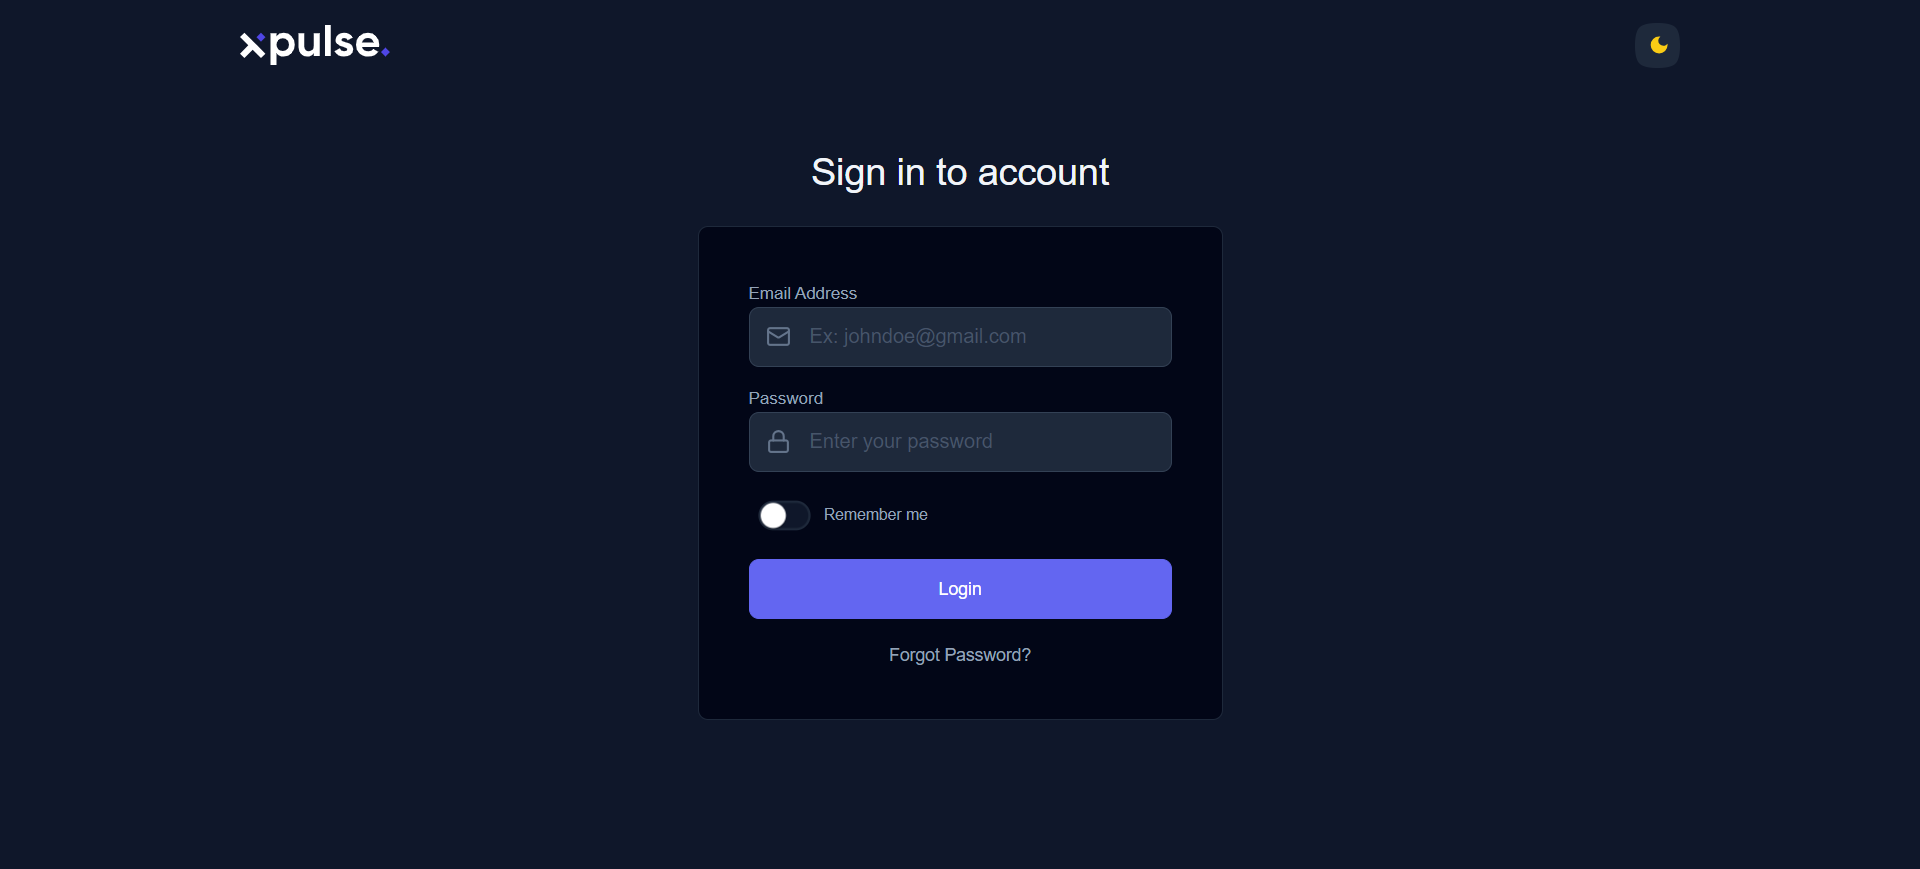 xpulse.
Sign in to account
Email Address
Ex: johndoe@gmail.com
Password
Enter your password
Remember me
Login
Forgot Password?